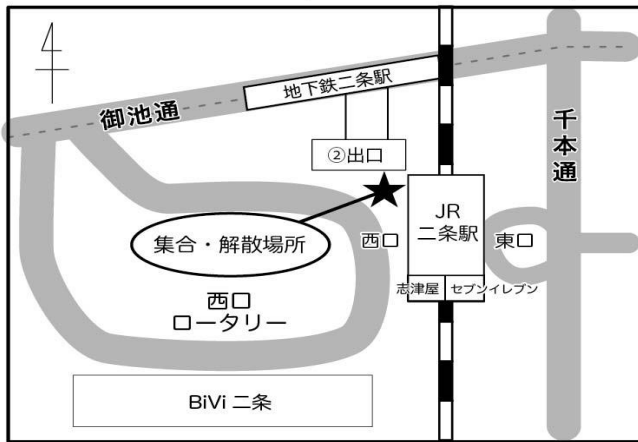 地下鉄二条駅
御池通
②出口
千本通
JR
二条駅
西口
東口
集合・解散場所
志津屋
セブンイレブン
西口
ロータリー
BiVi 二条